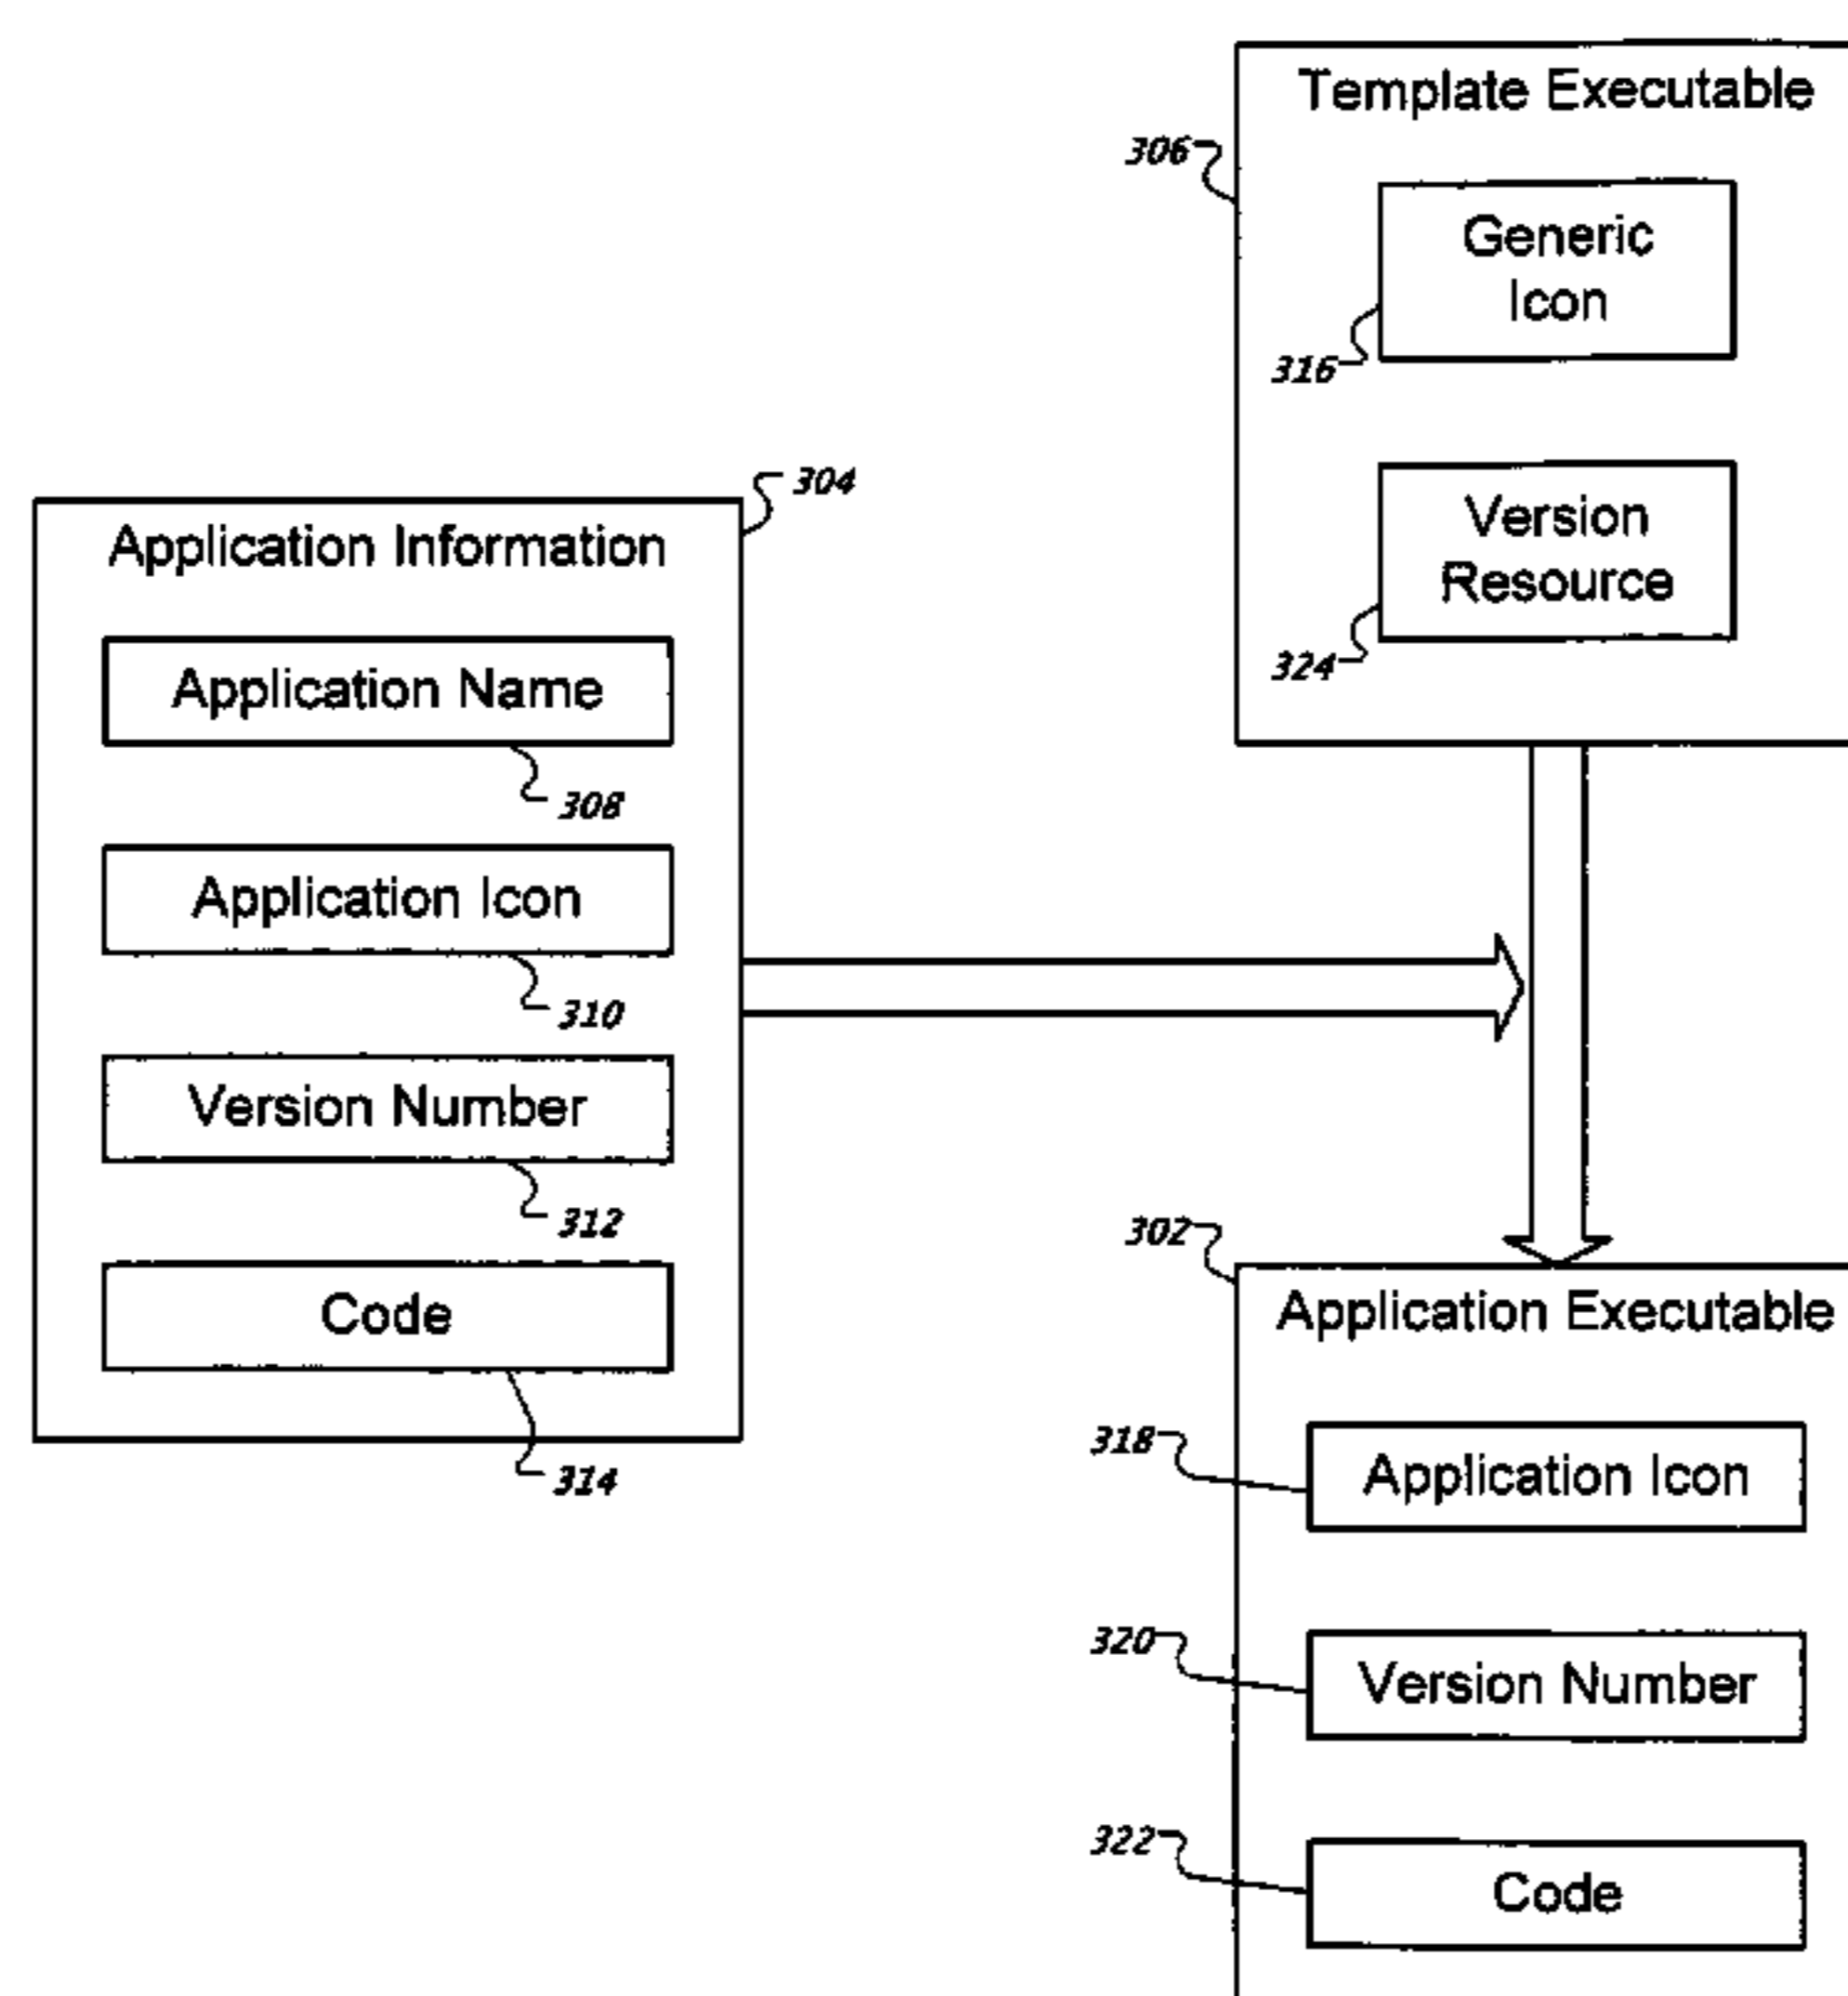 Template Executable
306
Generic
Icon
316
Version
Resource
324
304
Application Information
Application Name
308
Application Icon
310
Version Number
312
Code
314
302
Application Executable
318
Application Icon
320
Version Number
322
Code